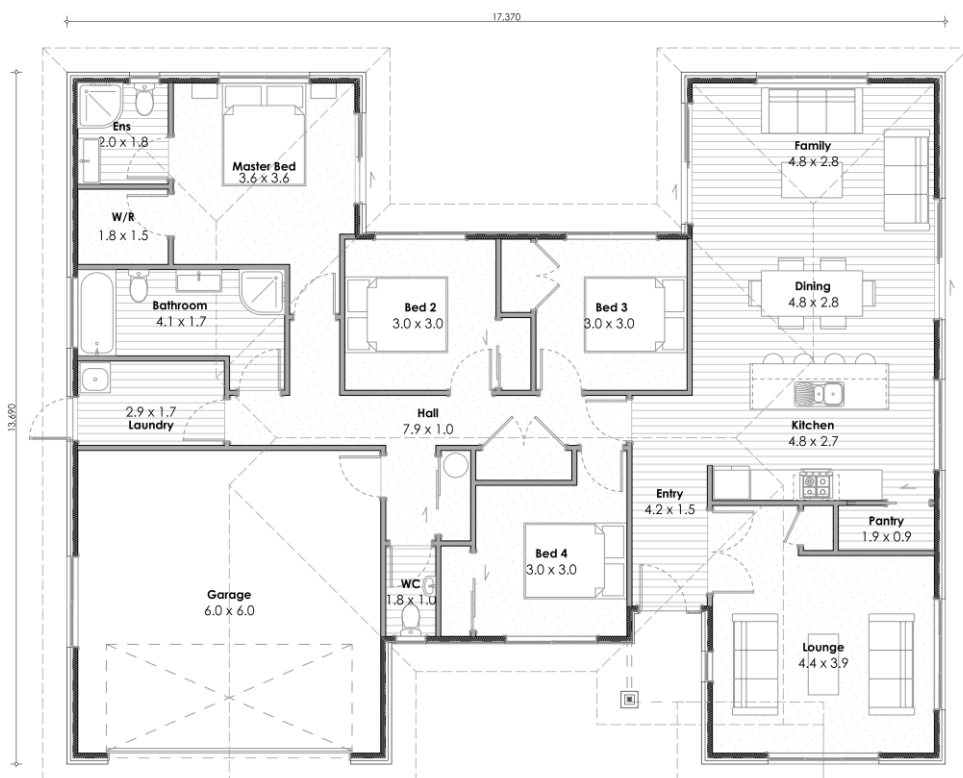 17,370
13,690
Ens
2.0 x 1.8
Master Bed
3.6 x 3.6
Family
4.8 x 2.8
W/R
1.8 x 1.5
Bathroom
4.1 x 1.7
Bed 2
3.0 x 3.0
Bed 3
3.0 x 3.0
Dining
4.8 x 2.8
2.9 x 1.7
Laundry
Hall
7.9 x 1.0
Kitchen
4.8 x 2.7
Entry
4.2 x 1.5
Pantry
1.9 x 0.9
Bed 4
3.0 x 3.0
WC
1.8 x 1.0
Garage
6.0 x 6.0
Lounge
4.4 x 3.9